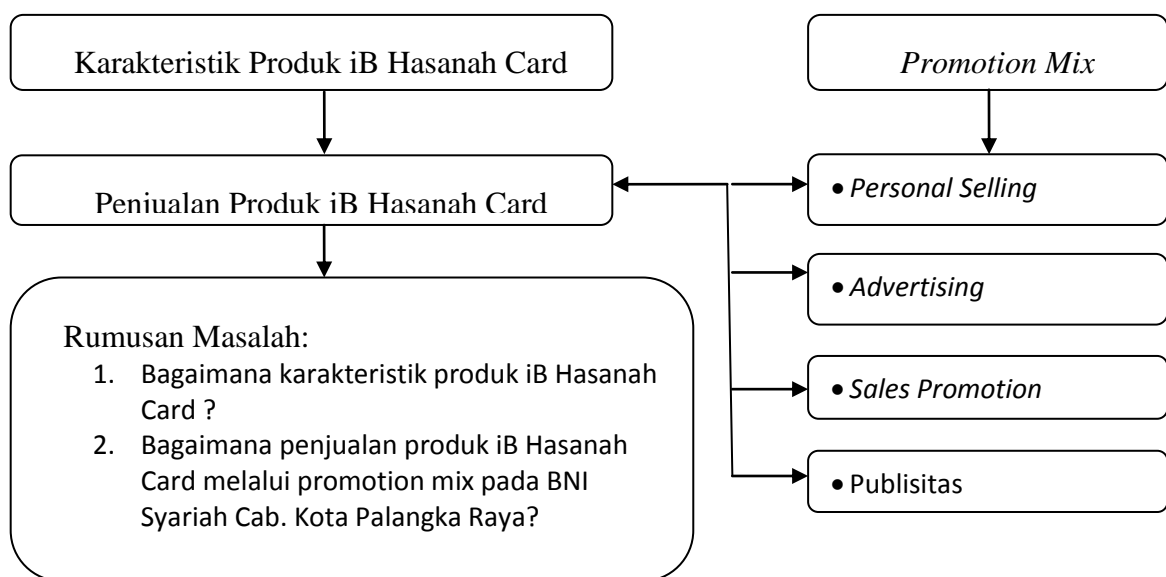 Karakteristik Produk iB Hasanah Card
Promotion Mix
Penjualan Produk iB Hasanah Card
• Personal Selling
• Advertising
• Sales Promotion
• Publisitas
Rumusan Masalah:
1. Bagaimana karakteristik produk iB Hasanah
Card ?
2. Bagaimana penjualan produk iB Hasanah
Card melalui promotion mix pada BNI
Syariah Cab. Kota Palangka Raya?